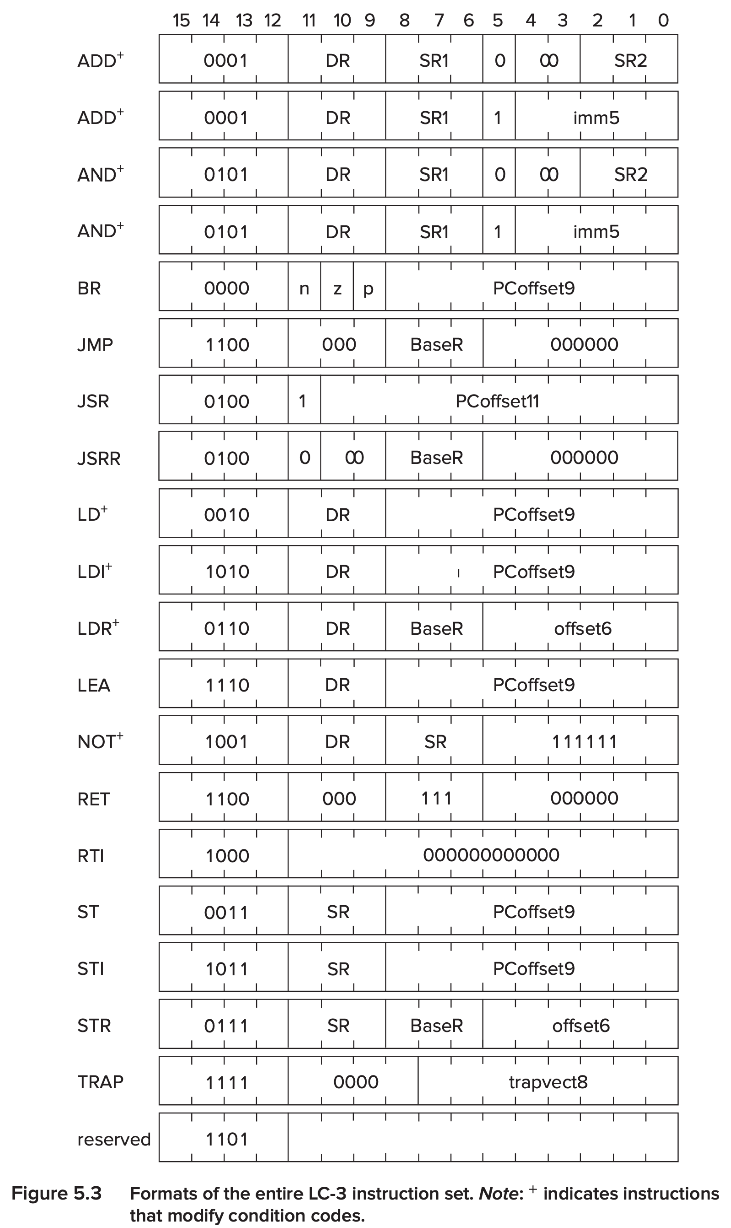 15 14 13 12 11 10 9 8 7 6 5 4 3 2 1 0
ADD+ 0001 DR SR1 0 00 SR2
ADD+ 0001 DR SR1 1 imm5
AND+ 0101 DR SR1 0 00 SR2
AND+ 0101 DR SR1 1 imm5
BR 0000 n z p PCoffset9
JMP 1100 000 BaseR 000000
JSR 0100 1 PCoffset11
JSRR 0100 0 00 BaseR 000000
LD+ 0010 DR PCoffset9
LDI+ 1010 DR PCoffset9
LDR+ 0110 DR BaseR offset6
LEA 1110 DR PCoffset9
NOT+ 1001 DR SR 111111
RET 1100 000 111 000000
RTI 1000 000000000000
ST 0011 SR PCoffset9
STI 1011 SR PCoffset9
STR 0111 SR BaseR offset6
TRAP 1111 0000 trapvect8
reserved 1101
Figure 5.3 Formats of the entire LC-3 instruction set. Note: + indicates instructions
that modify condition codes.